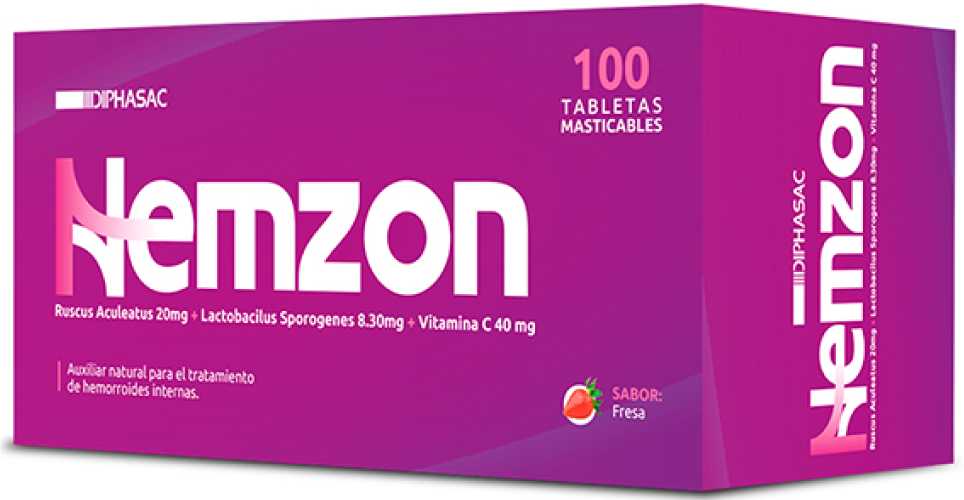 DIPHASAC
100
TABLETAS
MASTICABLES
Hemzon
Ruscus Aculeatus 20mg + Lactobacilus Sporogenes 8.30mg + Vitamina C 40 mg
Auxiliar natural para el tratamiento
de hemorroides internas.
SABOR:
Fresa
DIPHASAC
Hemzon
Ruscus Aculeatus 20mg + Lactobacilus Sporogenes 8.30mg + Vitamina C 40 mg